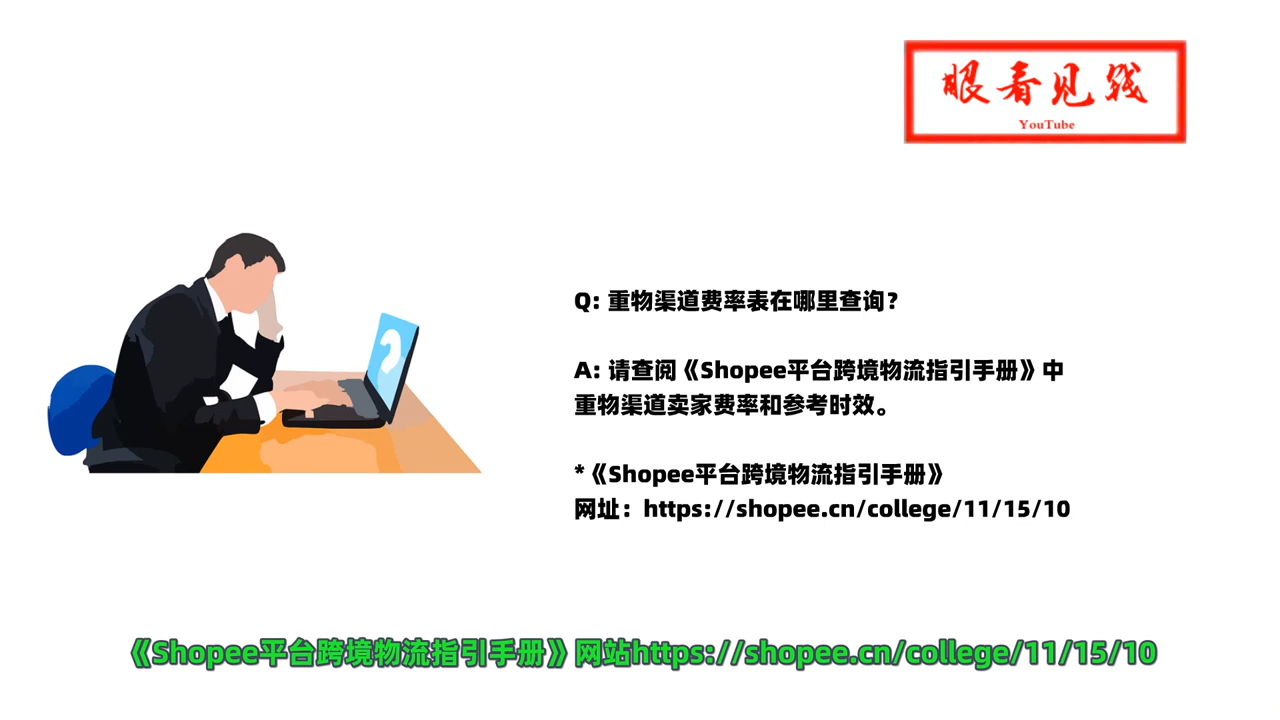 眼看见钱
YouTube
Q: 重物渠道费率表在哪里查询？
A: 请查阅《Shopee平台跨境物流指引手册》中
重物渠道卖家费率和参考时效。
*《Shopee平台跨境物流指引手册》
网址：https://shopee.cn/college/11/15/10
《Shopee平台跨境物流指引手册》网站https://shopee.cn/college/11/15/10